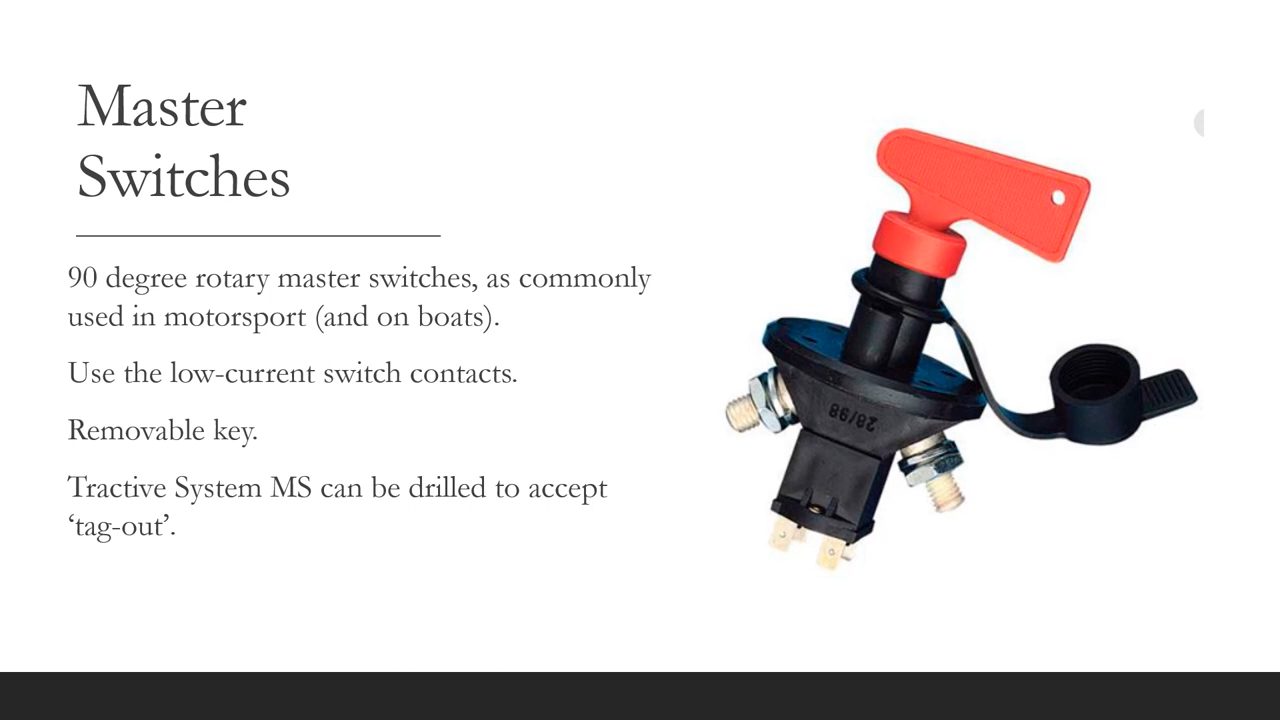 Master
Switches
90 degree rotary master switches, as commonly
used in motorsport (and on boats).
Use the low-current switch contacts.
Removable key.
Tractive System MS can be drilled to accept
‘tag-out’.
28/98